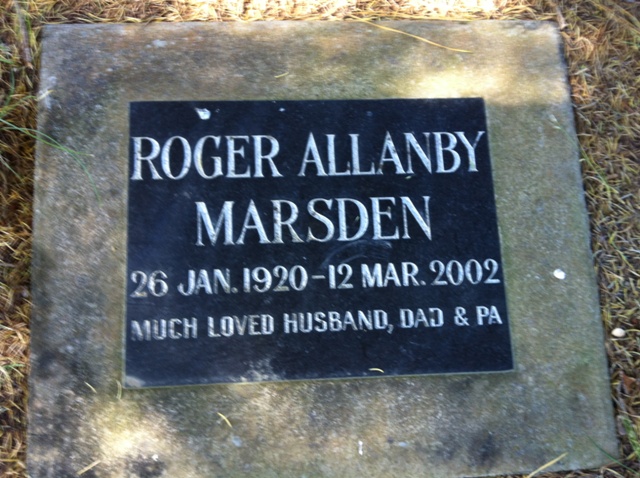 ROGER ALLANBY
MARSDEN
26 JAN. 1920-12 MAR. 2002
MUCH LOVED HUSBAND, DAD & PA